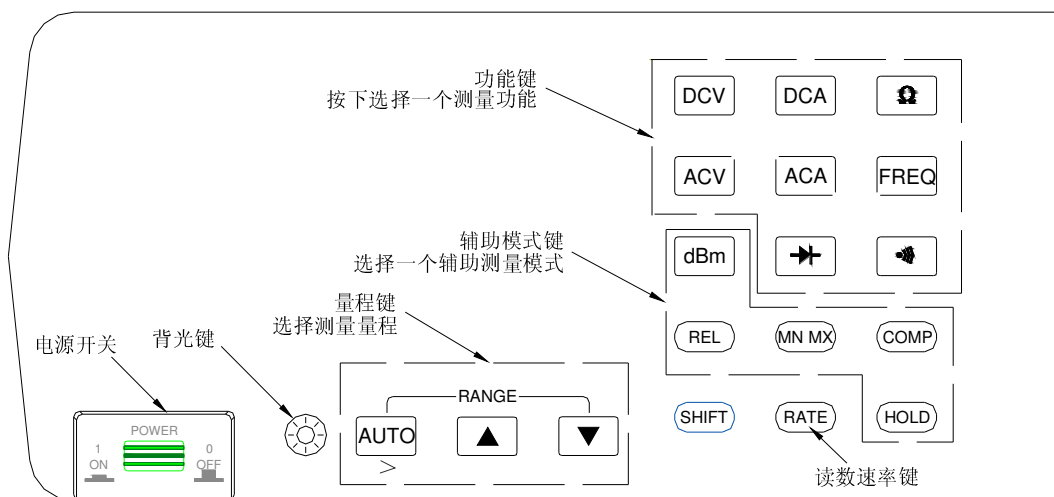 功能键
按下选择一个测量功能
DCV DCA Ω
ACV ACA FREQ
辅助模式键
选择一个辅助测量模式
dBm
量程键
选择测量量程
REL MN MX COMP
电源开关
背光键
RANGE
AUTO ▲ ▼
>
SHIFT RATE HOLD
POWER
1 0
ON OFF
读数速率键